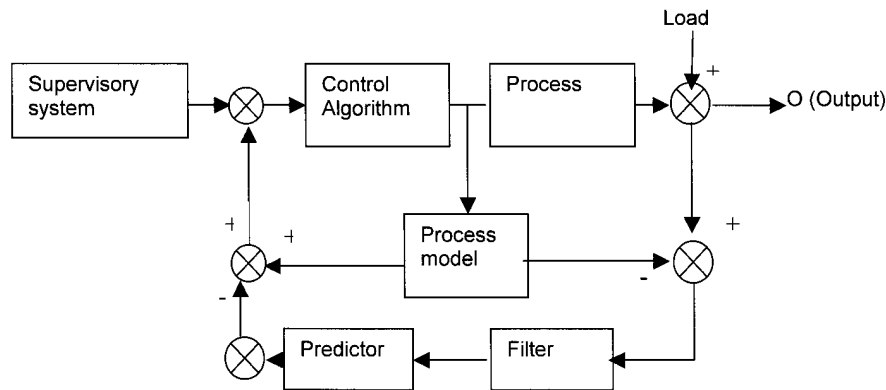 Load
Supervisory
system
Control
Algorithm
Process
+
O (Output)
+
+
+
Process
model
-
-
Predictor
Filter